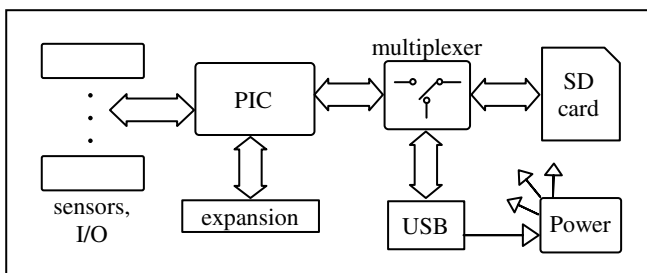 multiplexer
PIC
SD
card
sensors,
I/O
expansion
USB
Power